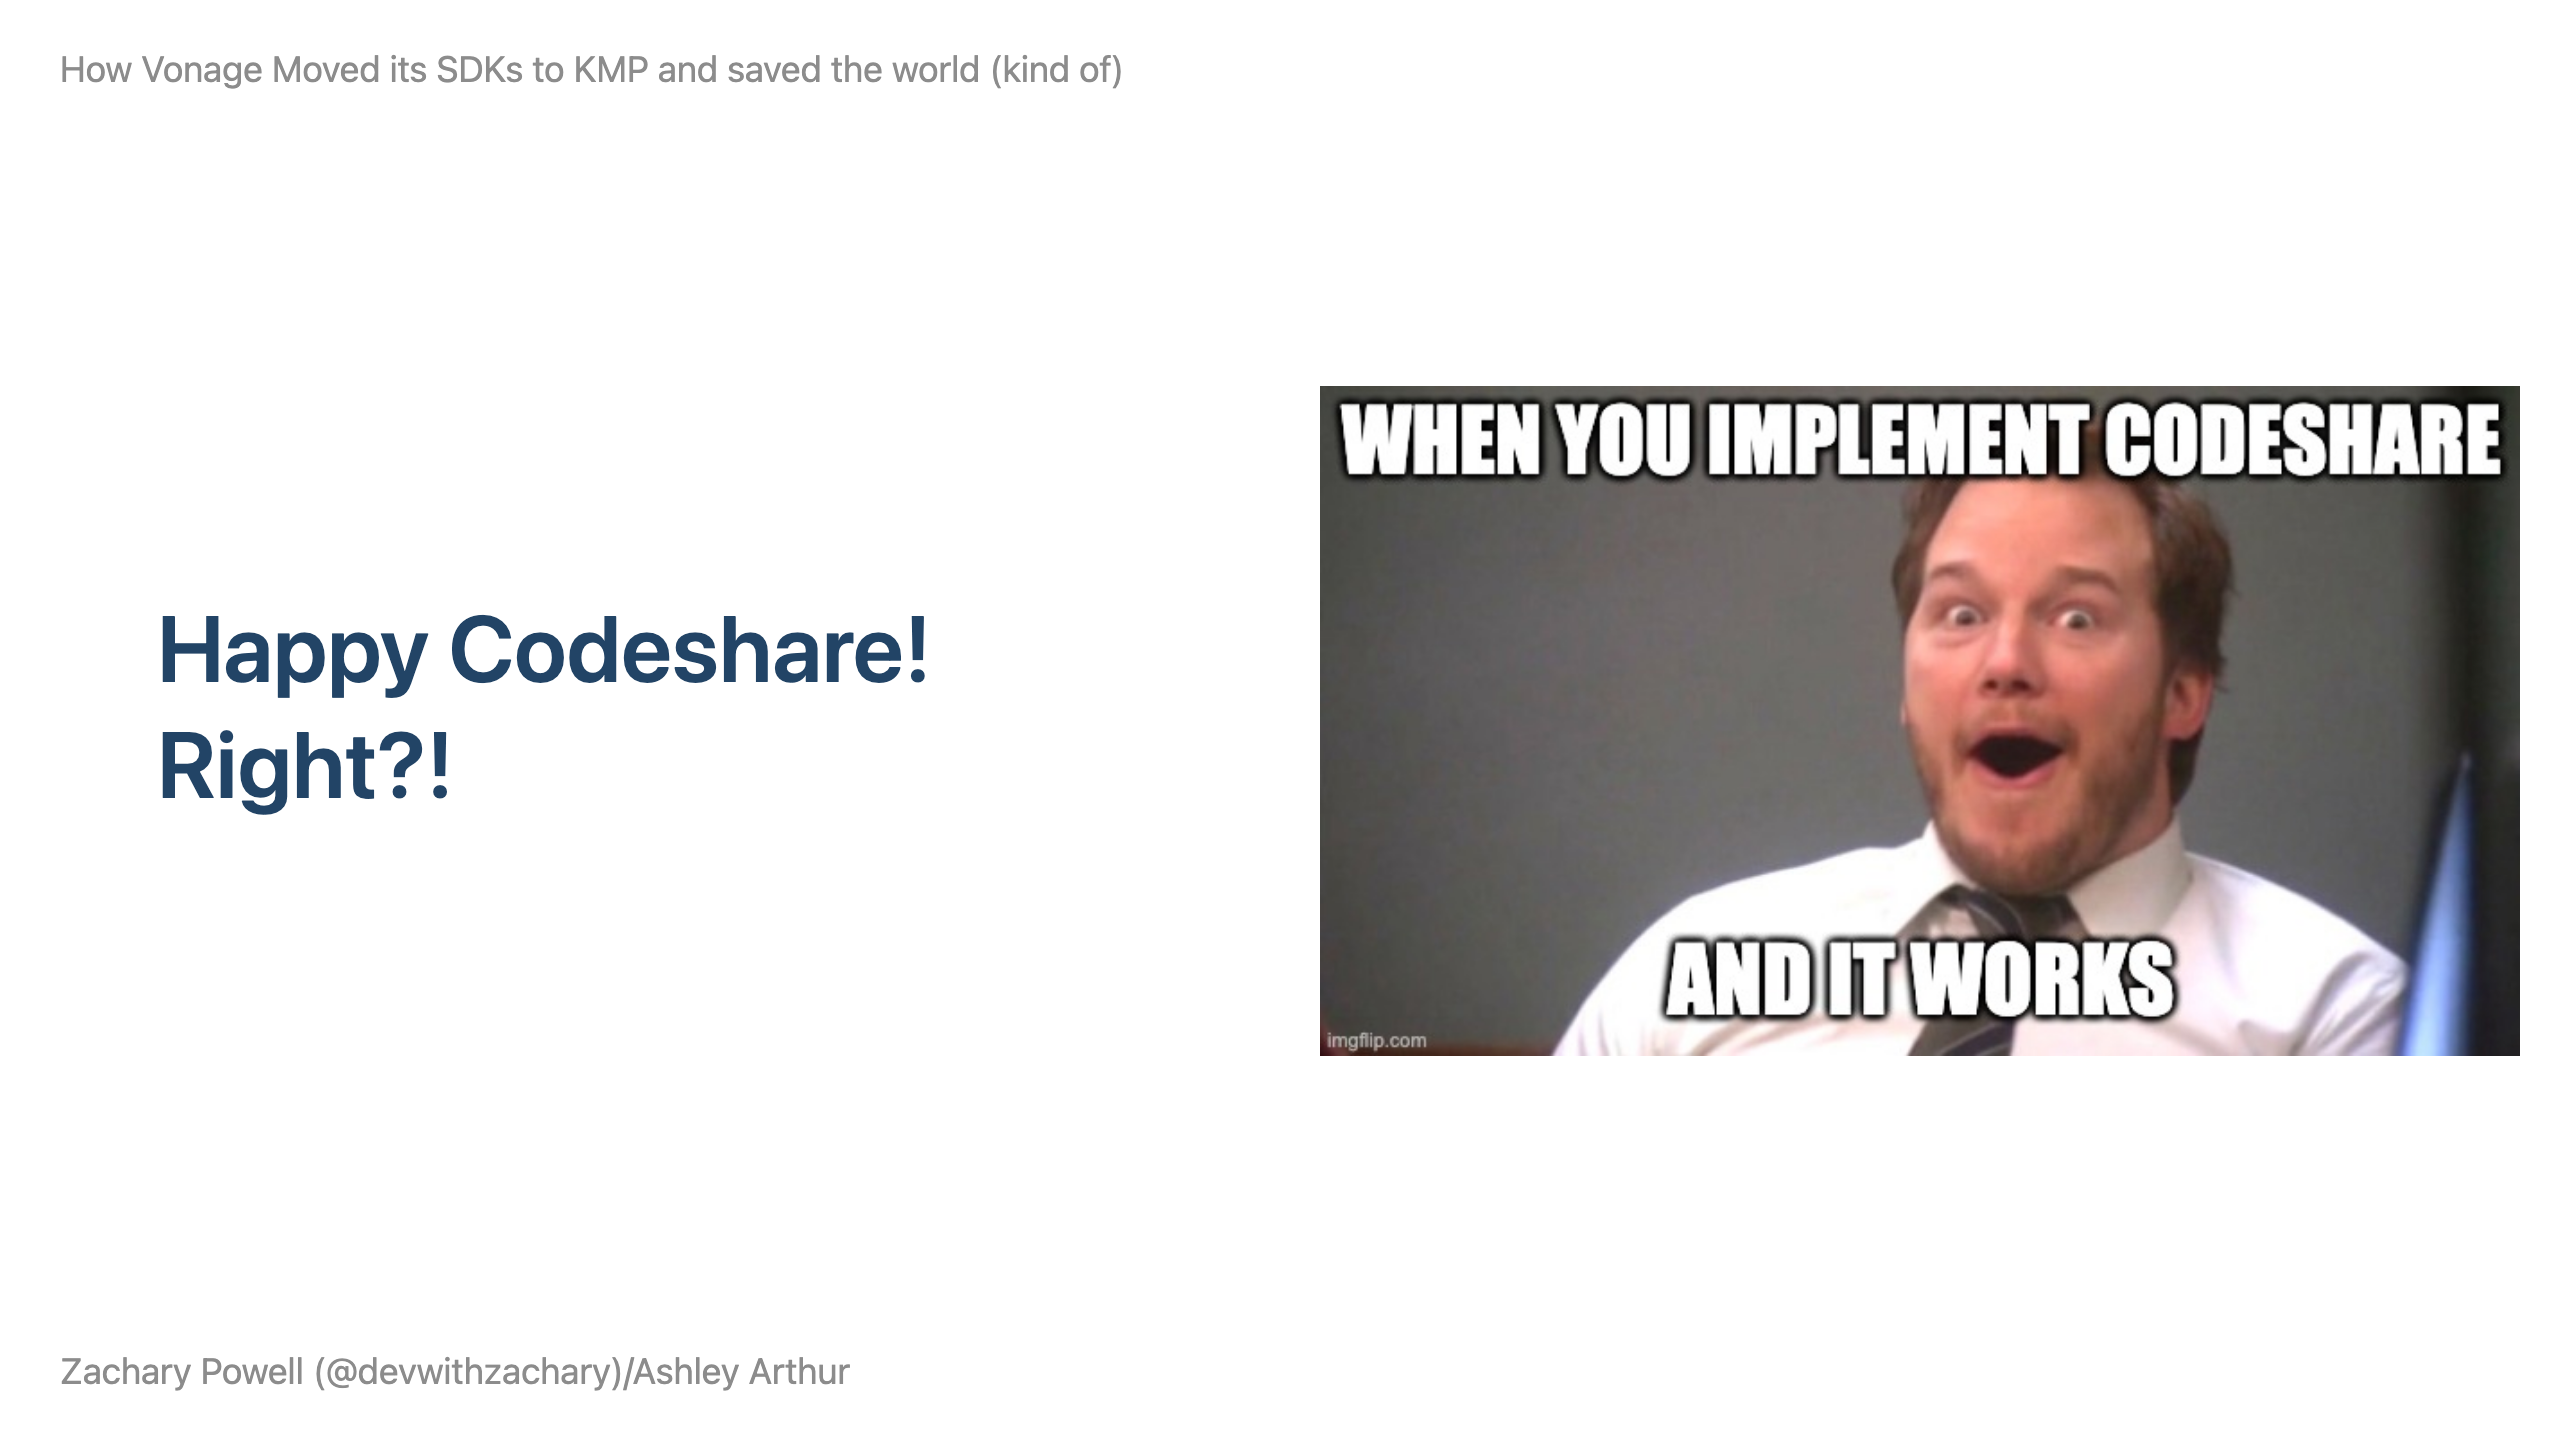 How Vonage Moved its SDKs to KMP and saved the world (kind of)
Happy Codeshare!
Right?!
WHEN YOU IMPLEMENT CODESHARE
AND IT WORKS
imgflip.com
Zachary Powell (@devwithzachary)/Ashley Arthur